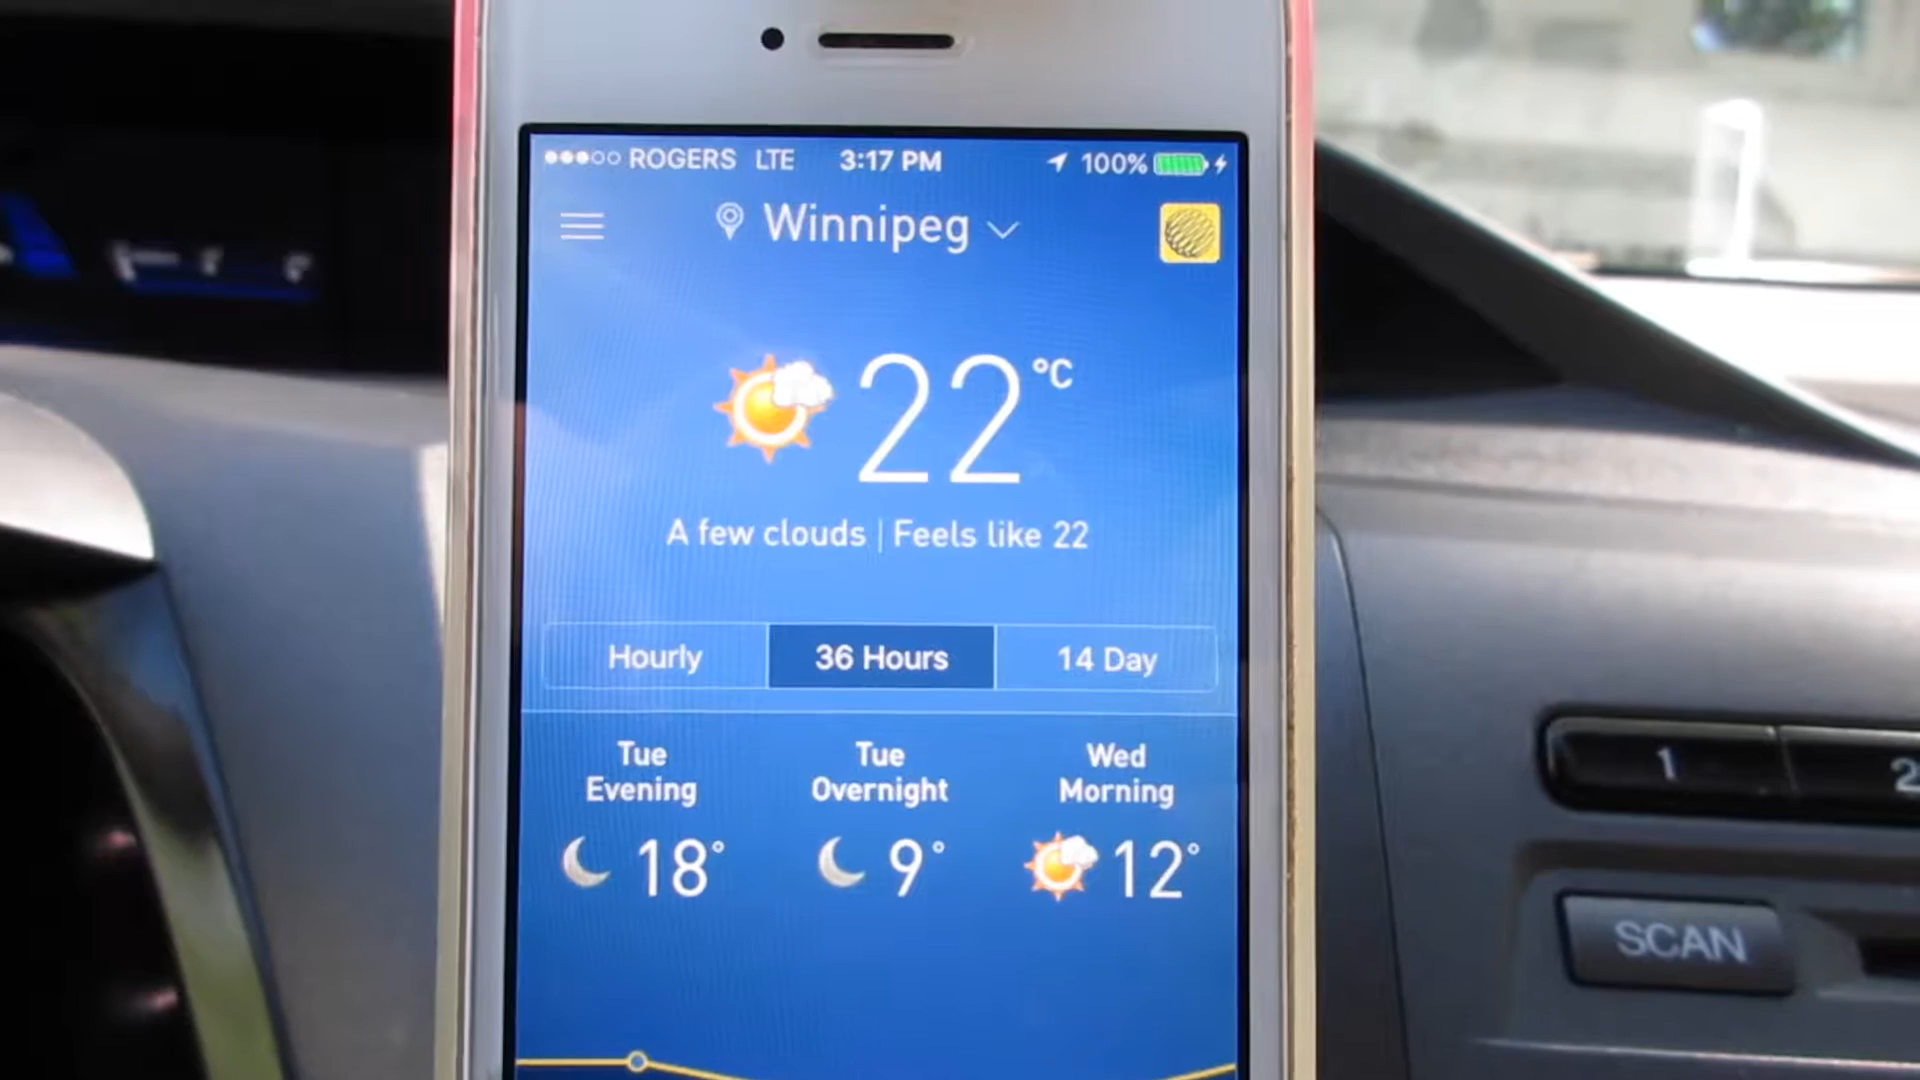 ROGERS LTE 3:17 PM 100%
Winnipeg
22 °C
A few clouds | Feels like 22
Hourly 36 Hours 14 Day
Tue Evening
18°
Tue Overnight
9°
Wed Morning
12°
1 2
SCAN